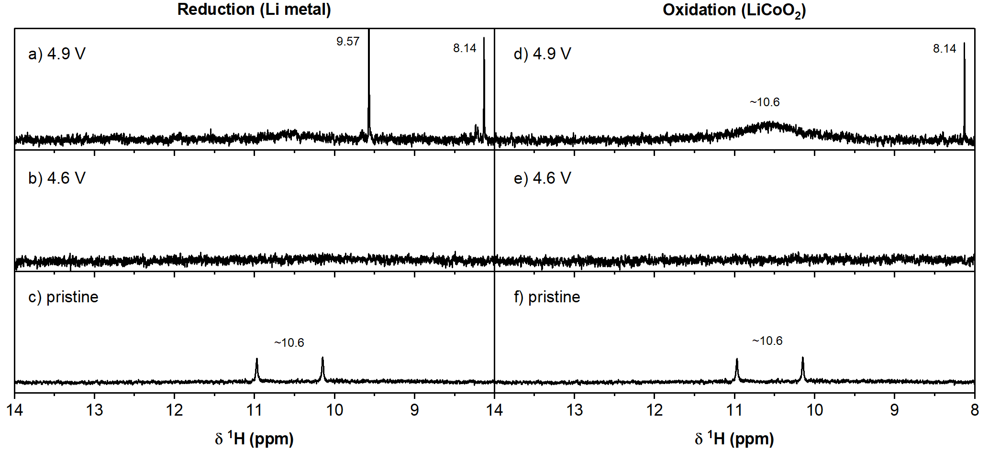 Reduction (Li metal)
Oxidation (LiCoO₂)
a) 4.9 V
9.57
8.14
d) 4.9 V
~10.6
8.14
b) 4.6 V
e) 4.6 V
c) pristine
~10.6
f) pristine
~10.6
14 13 12 11 10 9 14 13 12 11 10 9 8
δ ¹H (ppm)
δ ¹H (ppm)